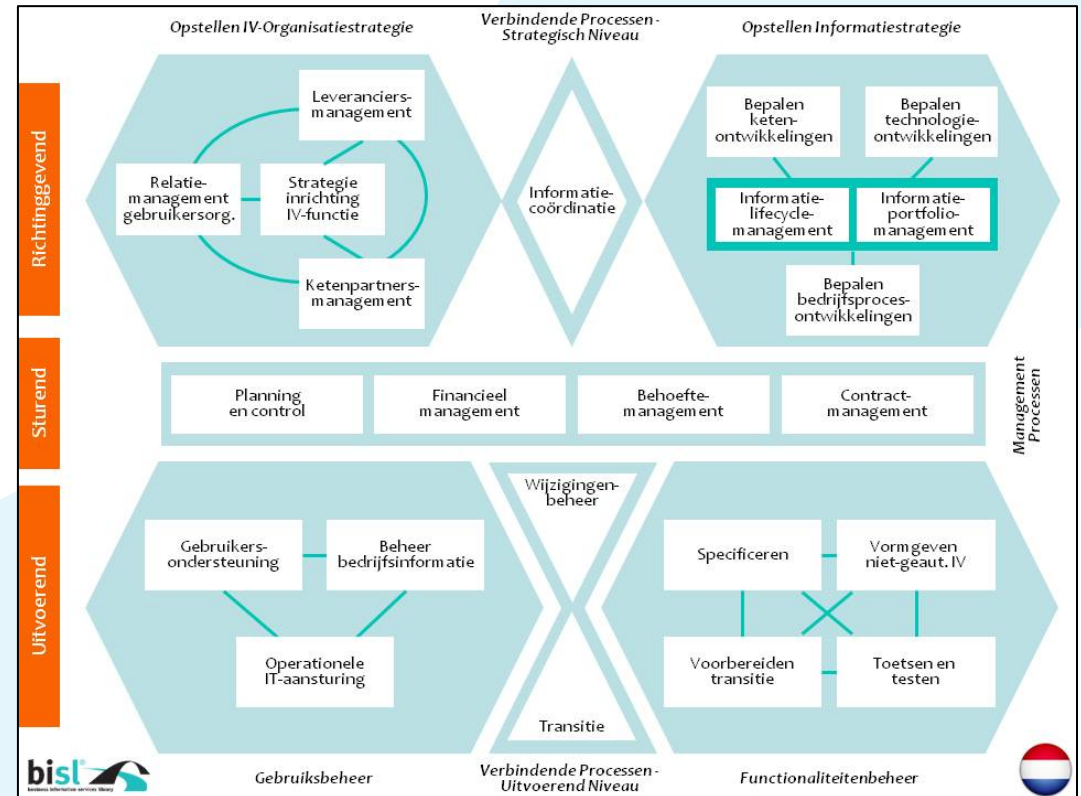 Opstellen IV-Organisatiestrategie
Verbindende Processen-
Strategisch Niveau
Opstellen Informatiestrategie
Richtinggevend
Leveranciers-
management
Relatie-
management
gebruikersorg.
Strategie
inrichting
IV-functie
Ketenpartners-
management
Informatie-
coördinatie
Bepalen
keten-
ontwikkelingen
Bepalen
technologie-
ontwikkelingen
Informatie-
lifecycle-
management
Informatie-
portfolio-
management
Bepalen
bedrijfsproces-
ontwikkelingen
Sturend
Planning
en control
Financieel
management
Behoefte-
management
Contract-
management
Management
Processen
Uitvoerend
Gebruikers-
ondersteuning
Beheer
bedrijfsinformatie
Operationele
IT-aansturing
Wijzigingen-
beheer
Transitie
Specificeren
Vormgeven
niet-geaut. IV
Voorbereiden
transitie
Toetsen en
testen
bisl®
business information services library
Gebruiksbeheer
Verbindende Processen-
Uitvoerend Niveau
Functionaliteitenbeheer